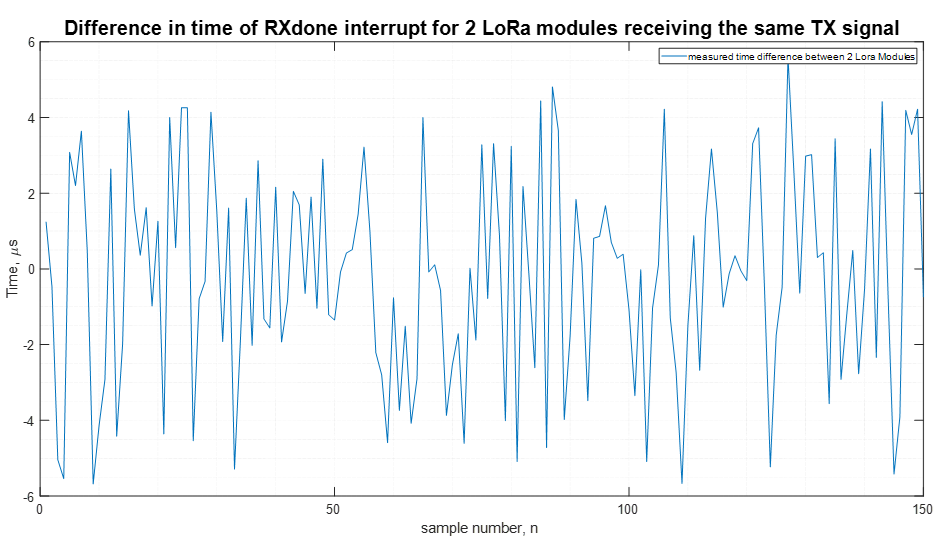 Difference in time of RXdone interrupt for 2 LoRa modules receiving the same TX signal
measured time difference between 2 Lora Modules
Time, μs
6
4
2
0
-2
-4
-6
0
50
100
150
sample number, n